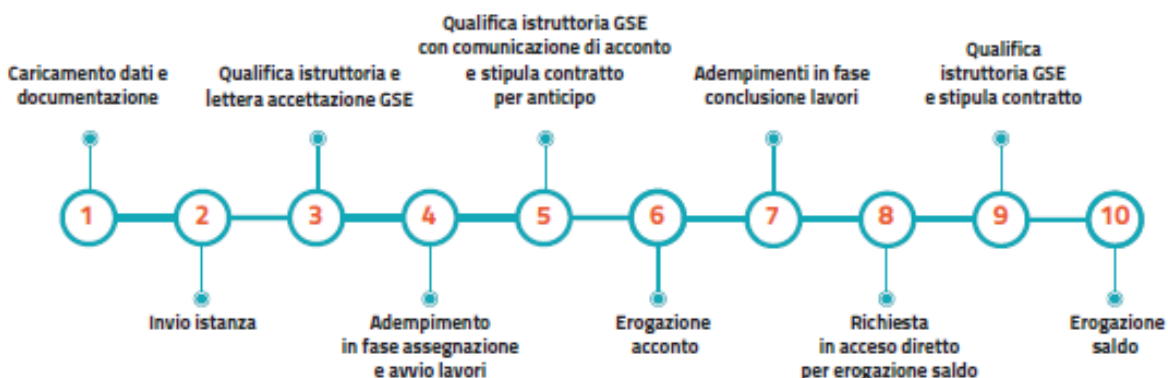 Caricamento dati e
documentazione
Qualifica istruttoria e
lettera accettazione GSE
Qualifica istruttoria GSE
con comunicazione di acconto
e stipula contratto
per anticipo
Adempimenti in fase
conclusione lavori
Qualifica
istruttoria GSE
e stipula contratto
1
2
3
4
5
6
7
8
9
10
Invio istanza
Adempimento
in fase assegnazione
e avvio lavori
Erogazione
acconto
Richiesta
in acceso diretto
per erogazione saldo
Erogazione
saldo